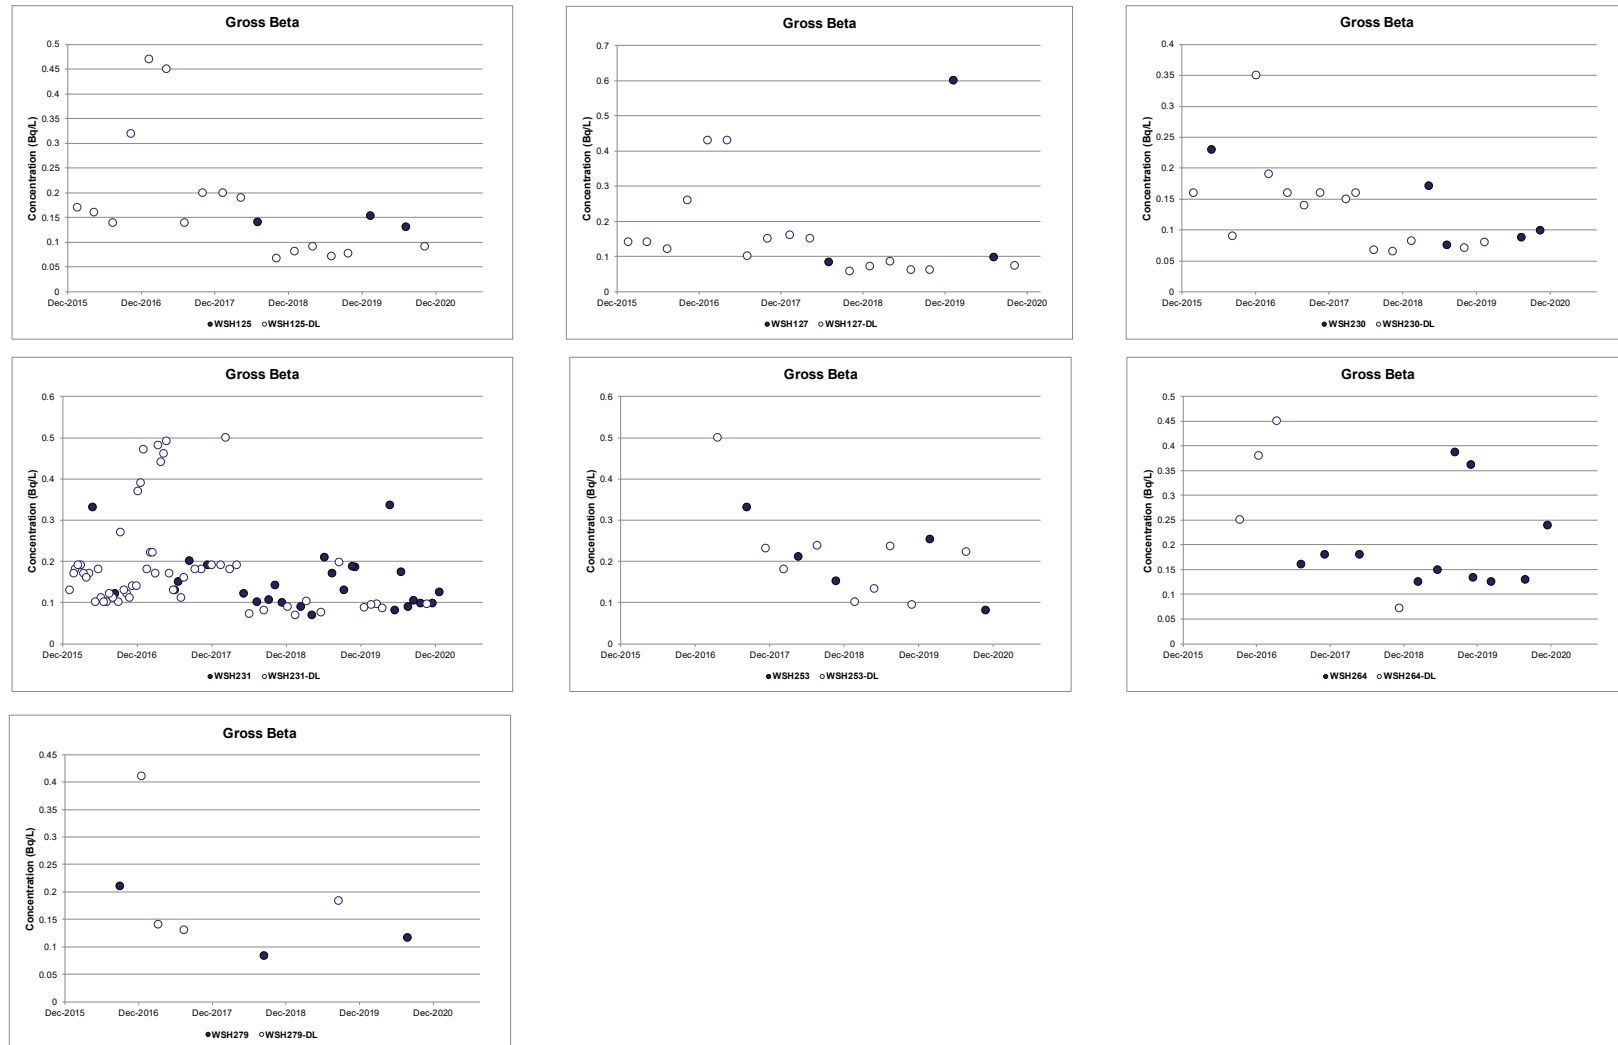 Gross Beta
Concentration (Bq/L)
0.5
0.45
0.4
0.35
0.3
0.25
0.2
0.15
0.1
0.05
0
Dec-2015 Dec-2016 Dec-2017 Dec-2018 Dec-2019 Dec-2020
WSH125 WSH125-DL
Gross Beta
Concentration (Bq/L)
0.7
0.6
0.5
0.4
0.3
0.2
0.1
0
Dec-2015 Dec-2016 Dec-2017 Dec-2018 Dec-2019 Dec-2020
WSH127 WSH127-DL
Gross Beta
Concentration (Bq/L)
0.4
0.35
0.3
0.25
0.2
0.15
0.1
0.05
0
Dec-2015 Dec-2016 Dec-2017 Dec-2018 Dec-2019 Dec-2020
WSH230 WSH230-DL
Gross Beta
Concentration (Bq/L)
0.6
0.5
0.4
0.3
0.2
0.1
0
Dec-2015 Dec-2016 Dec-2017 Dec-2018 Dec-2019 Dec-2020
WSH231 WSH231-DL
Gross Beta
Concentration (Bq/L)
0.6
0.5
0.4
0.3
0.2
0.1
0
Dec-2015 Dec-2016 Dec-2017 Dec-2018 Dec-2019 Dec-2020
WSH253 WSH253-DL
Gross Beta
Concentration (Bq/L)
0.5
0.45
0.4
0.35
0.3
0.25
0.2
0.15
0.1
0.05
0
Dec-2015 Dec-2016 Dec-2017 Dec-2018 Dec-2019 Dec-2020
WSH264 WSH264-DL
Gross Beta
Concentration (Bq/L)
0.45
0.4
0.35
0.3
0.25
0.2
0.15
0.1
0.05
0
Dec-2015 Dec-2016 Dec-2017 Dec-2018 Dec-2019 Dec-2020
WSH279 WSH279-DL